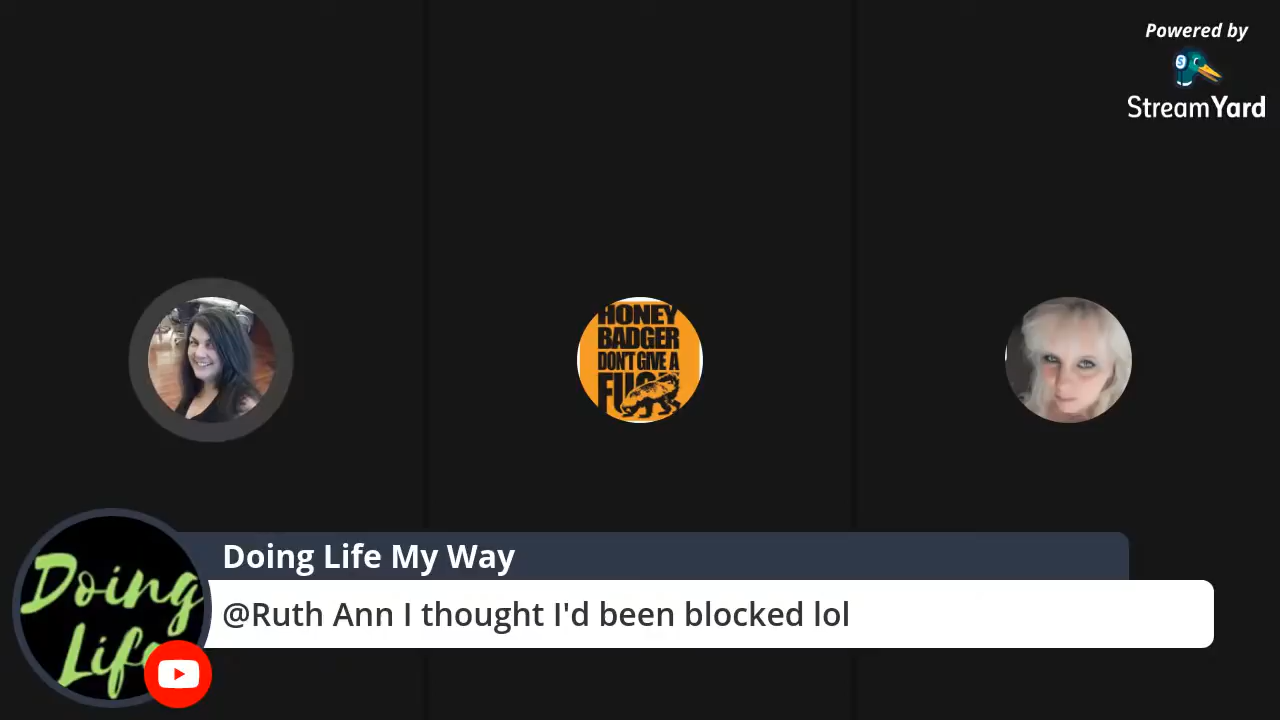 Powered by
S
StreamYard
HONEY
BADGER
DON'T GIVE A
FU
Doing Life My Way
@Ruth Ann I thought I'd been blocked lol
Doing
Life